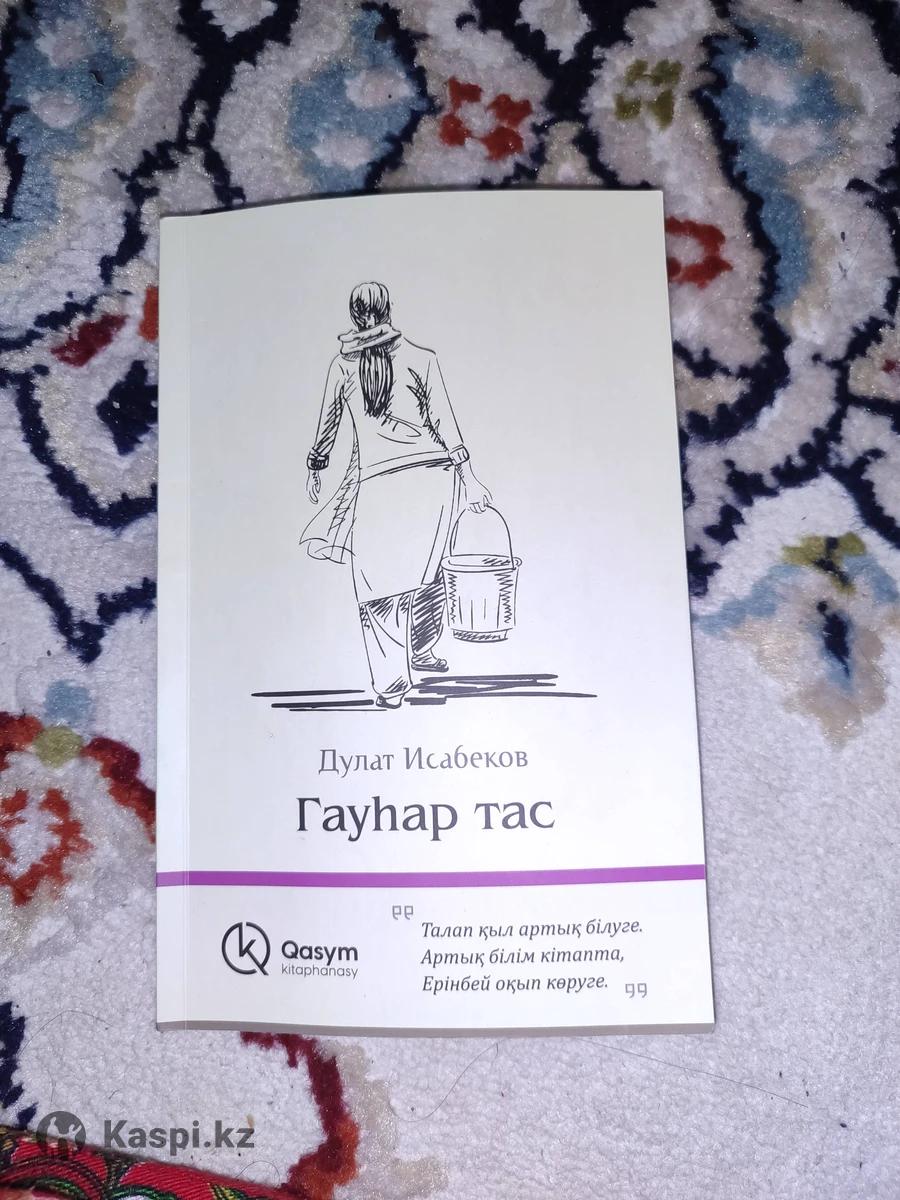 Дулат Исабеков
Гауһар тас
Талап қыл артық білуге.
Артық білім кітапта,
Ерінбей оқып көруге.
Qasym
kitaphanasy
Kaspi.kz